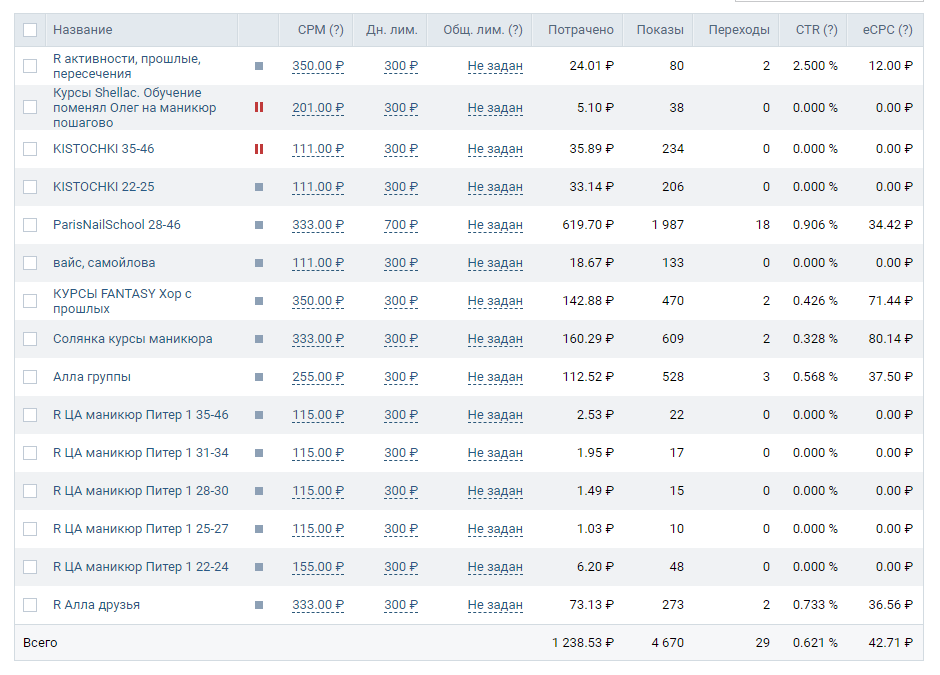 Название CPM (?) Дн. лим. Общ. лим. (?) Потрачено Показы Переходы CTR (?) eCPC (?)
R активности, прошлые,
пересечения 350.00 ₽ 300 ₽ Не задан 24.01 ₽ 80 2 2.500 % 12.00 ₽
Курсы Shellac. Обучение
поменял Олег на маникюр 201.00 ₽ 300 ₽ Не задан 5.10 ₽ 38 0 0.000 % 0.00 ₽
пошагово
KISTOCHKI 35-46 111.00 ₽ 300 ₽ Не задан 35.89 ₽ 234 0 0.000 % 0.00 ₽
KISTOCHKI 22-25 111.00 ₽ 300 ₽ Не задан 33.14 ₽ 206 0 0.000 % 0.00 ₽
ParisNailSchool 28-46 333.00 ₽ 700 ₽ Не задан 619.70 ₽ 1 987 18 0.906 % 34.42 ₽
вайс, самойлова 111.00 ₽ 300 ₽ Не задан 18.67 ₽ 133 0 0.000 % 0.00 ₽
КУРСЫ FANTASY Хор с
прошлых 350.00 ₽ 300 ₽ Не задан 142.88 ₽ 470 2 0.426 % 71.44 ₽
Солянка курсы маникюра 333.00 ₽ 300 ₽ Не задан 160.29 ₽ 609 2 0.328 % 80.14 ₽
Алла группы 255.00 ₽ 300 ₽ Не задан 112.52 ₽ 528 3 0.568 % 37.50 ₽
R ЦА маникюр Питер 1 35-46 115.00 ₽ 300 ₽ Не задан 2.53 ₽ 22 0 0.000 % 0.00 ₽
R ЦА маникюр Питер 1 31-34 115.00 ₽ 300 ₽ Не задан 1.95 ₽ 17 0 0.000 % 0.00 ₽
R ЦА маникюр Питер 1 28-30 115.00 ₽ 300 ₽ Не задан 1.49 ₽ 15 0 0.000 % 0.00 ₽
R ЦА маникюр Питер 1 25-27 115.00 ₽ 300 ₽ Не задан 1.03 ₽ 10 0 0.000 % 0.00 ₽
R ЦА маникюр Питер 1 22-24 155.00 ₽ 300 ₽ Не задан 6.20 ₽ 48 0 0.000 % 0.00 ₽
R Алла друзья 333.00 ₽ 300 ₽ Не задан 73.13 ₽ 273 2 0.733 % 36.56 ₽
Всего 1 238.53 ₽ 4 670 29 0.621 % 42.71 ₽